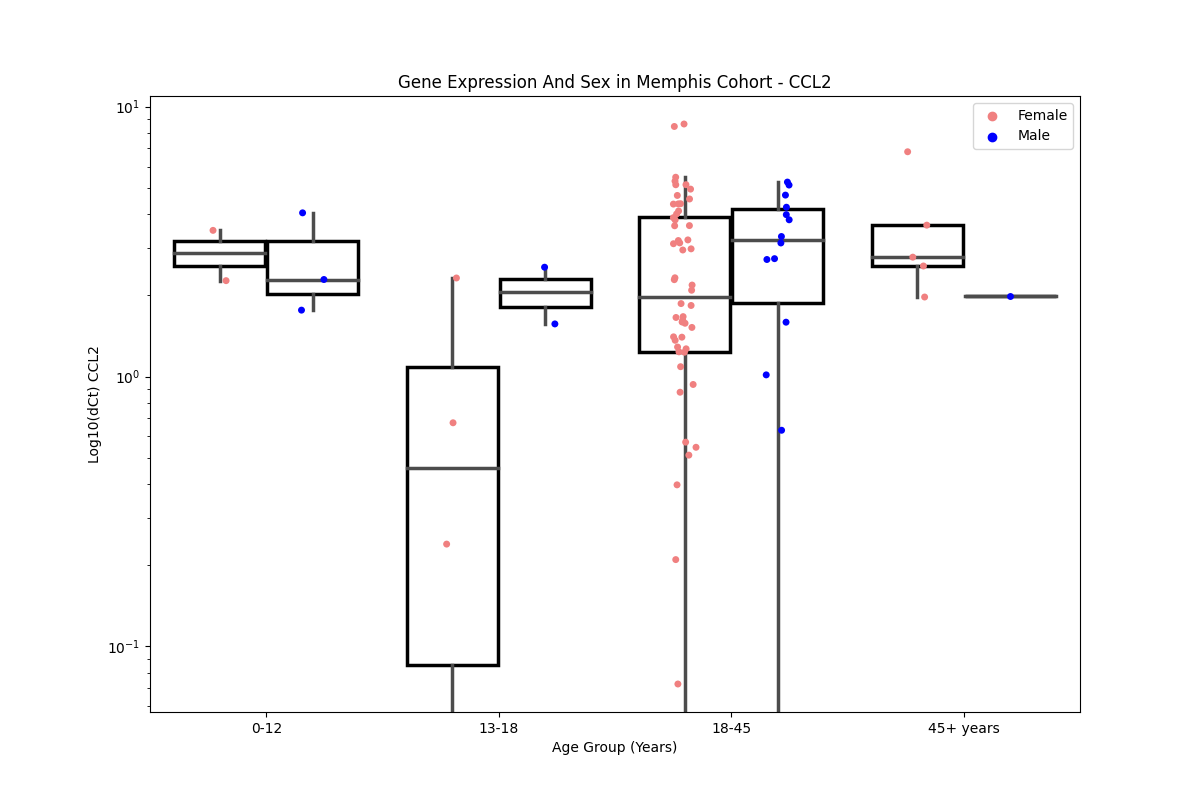 Gene Expression And Sex in Memphis Cohort - CCL2
Female
Male
10¹
10⁰
10⁻¹
Log10(dCt) CCL2
0-12
13-18
18-45
45+ years
Age Group (Years)